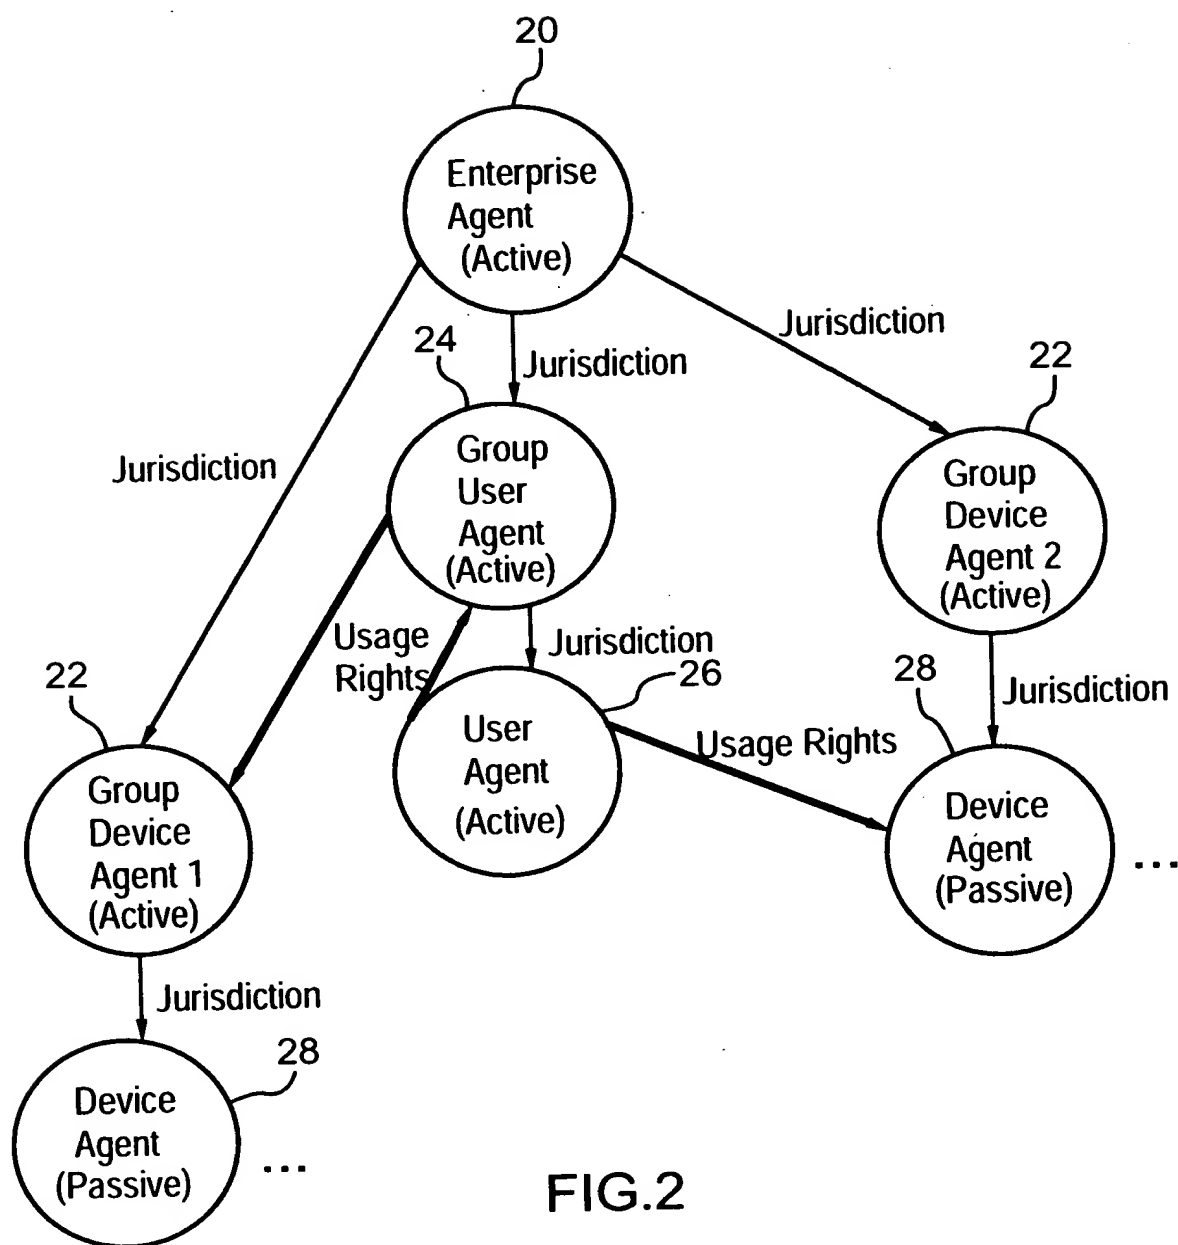 20
Enterprise
Agent
(Active)
Jurisdiction
24
Jurisdiction
22
Jurisdiction
Group
User
Agent
(Active)
Group
Device
Agent 2
(Active)
Usage
Rights
Jurisdiction
26
22
28
Jurisdiction
User
Agent
(Active)
Usage Rights
Group
Device
Agent 1
(Active)
Device
Agent
(Passive)
...
Jurisdiction
28
Device
Agent
(Passive)
...
FIG.2